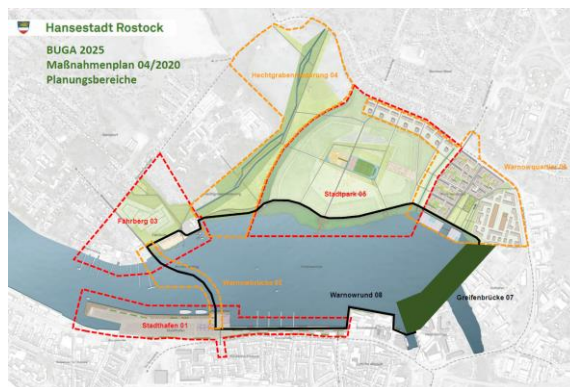 Hansestadt Rostock
BUGA 2025
Maßnahmenplan 04/2020
Planungsbereiche
Hechtgrabenniederung 04
Warnowquartier 06
Stadtpark 05
Fährberg 03
Warnowbrücke 02
Warnowrund 08
Greifenbrücke 07
Stadthafen 01